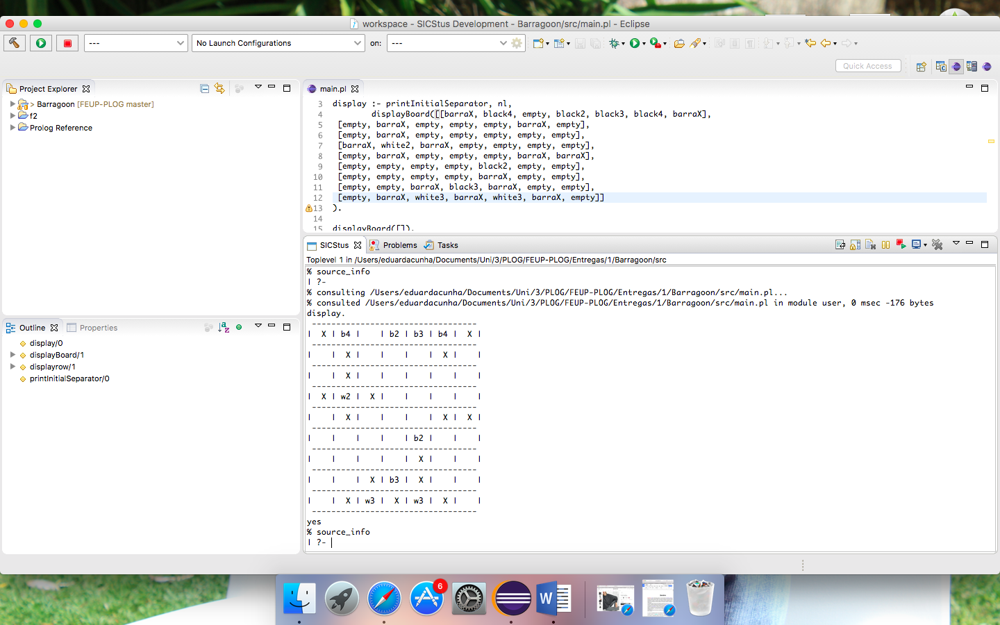 workspace - SICStus Development - Barragoon/src/main.pl - Eclipse
--- No Launch Configurations on: ---
Quick Access
Project Explorer
> Barragoon [FEUP-PLOG master]
f2
Prolog Reference
Outline Properties
display/0
displayBoard/1
displayrow/1
printInitialSeparator/0
main.pl
3 display :- printInitialSeparator, nl,
4 displayBoard([[barraX, black4, empty, black2, black3, black4, barraX],
5 [empty, barraX, empty, empty, empty, barraX, empty],
6 [empty, barraX, empty, empty, empty, empty, empty],
7 [barraX, white2, barraX, empty, empty, empty, empty],
8 [empty, barraX, empty, empty, empty, barraX, barraX],
9 [empty, empty, empty, empty, black2, empty, empty],
10 [empty, empty, empty, empty, barraX, empty, empty],
11 [empty, empty, barraX, black3, barraX, empty, empty],
12 [empty, barraX, white3, barraX, white3, barraX, empty]]
13 ).
14
15 displayBoard([]).
SICStus Problems Tasks
Toplevel 1 in /Users/eduardacunha/Documents/Uni/3/PLOG/FEUP-PLOG/Entregas/1/Barragoon/src
% source_info
| ?-
% consulting /Users/eduardacunha/Documents/Uni/3/PLOG/FEUP-PLOG/Entregas/1/Barragoon/src/main.pl...
% consulted /Users/eduardacunha/Documents/Uni/3/PLOG/FEUP-PLOG/Entregas/1/Barragoon/src/main.pl in module user, 0 msec -176 bytes
display.
----------------------------------
|  X | b4 |    | b2 | b3 | b4 |  X |
----------------------------------
|    |  X |    |    |    |  X |    |
----------------------------------
|    |  X |    |    |    |    |    |
----------------------------------
|  X | w2 |  X |    |    |    |    |
----------------------------------
|    |  X |    |    |    |  X |  X |
----------------------------------
|    |    |    |    | b2 |    |    |
----------------------------------
|    |    |    |    |  X |    |    |
----------------------------------
|    |    |  X | b3 |  X |    |    |
----------------------------------
|    |  X | w3 |  X | w3 |  X |    |
----------------------------------
yes
% source_info
| ?-
6
W